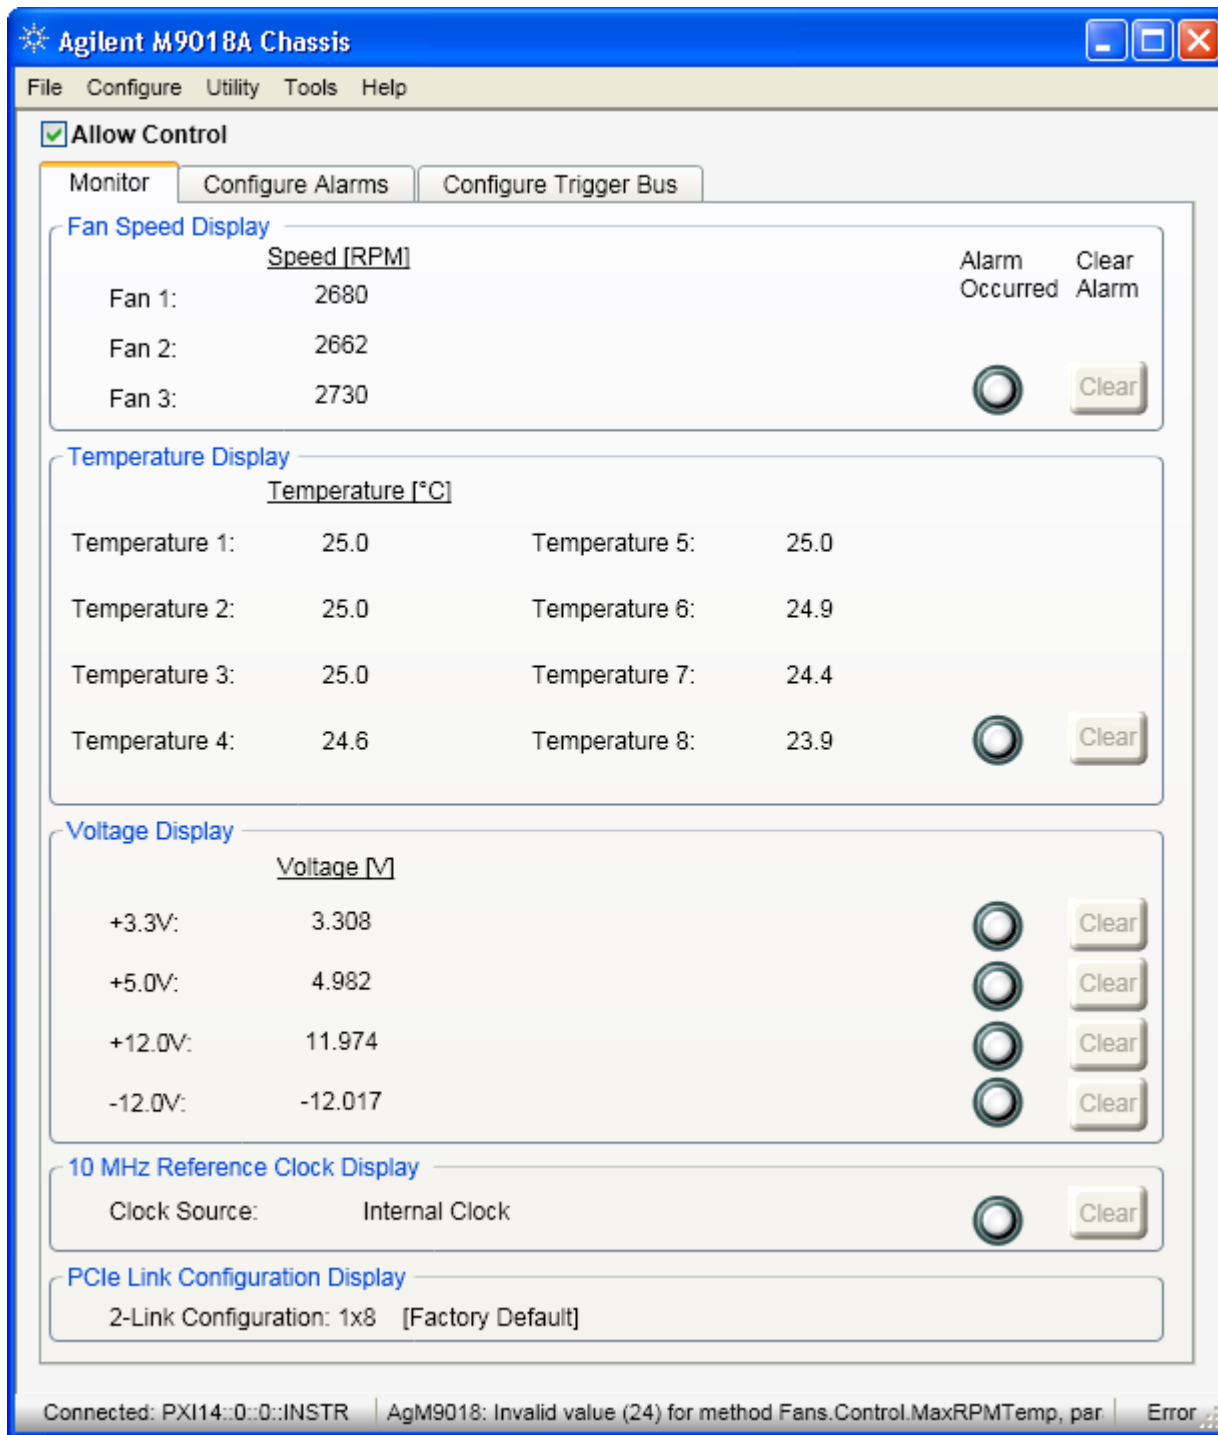 Agilent M9018A Chassis
File Configure Utility Tools Help
Allow Control
Monitor Configure Alarms Configure Trigger Bus
Fan Speed Display
Speed [RPM] Alarm Occurred Clear Alarm
Fan 1: 2680
Fan 2: 2662
Fan 3: 2730 Clear
Temperature Display
Temperature [°C]
Temperature 1: 25.0 Temperature 5: 25.0
Temperature 2: 25.0 Temperature 6: 24.9
Temperature 3: 25.0 Temperature 7: 24.4
Temperature 4: 24.6 Temperature 8: 23.9 Clear
Voltage Display
Voltage [V]
+3.3V: 3.308 Clear
+5.0V: 4.982 Clear
+12.0V: 11.974 Clear
-12.0V: -12.017 Clear
10 MHz Reference Clock Display
Clock Source: Internal Clock Clear
PCIe Link Configuration Display
2-Link Configuration: 1x8 [Factory Default]
Connected: PXI14::0::0::INSTR AgM9018: Invalid value (24) for method Fans.Control.MaxRPMTemp, par Error